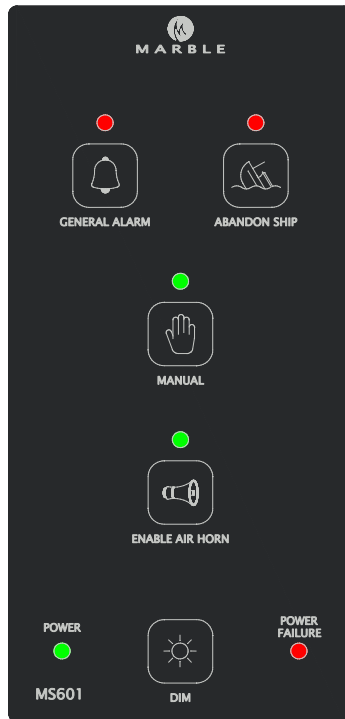 MARBLE
GENERAL ALARM
ABANDON SHIP
MANUAL
ENABLE AIR HORN
POWER
POWER
FAILURE
MS601
DIM